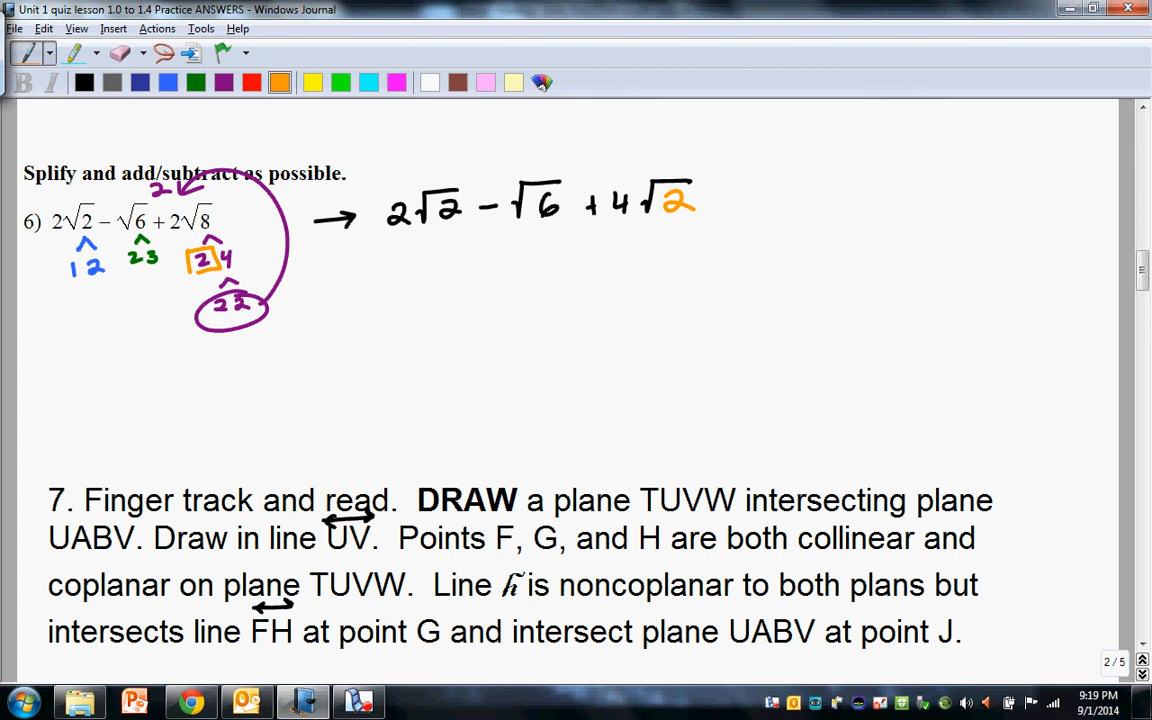 Unit 1 quiz lesson 1.0 to 1.4 Practice ANSWERS - Windows Journal
File Edit View Insert Actions Tools Help
B I
Splify and add/subtract as possible.
2
6) 2√2 − √6 + 2√8 → 2√2 − √6 + 4√2
1 2 2 3 2 4
2 2
7. Finger track and read. DRAW a plane TUVW intersecting plane
UABV. Draw in line UV. Points F, G, and H are both collinear and
coplanar on plane TUVW. Line h is noncoplanar to both plans but
intersects line FH at point G and intersect plane UABV at point J.
2 / 5
9:19 PM
9/1/2014